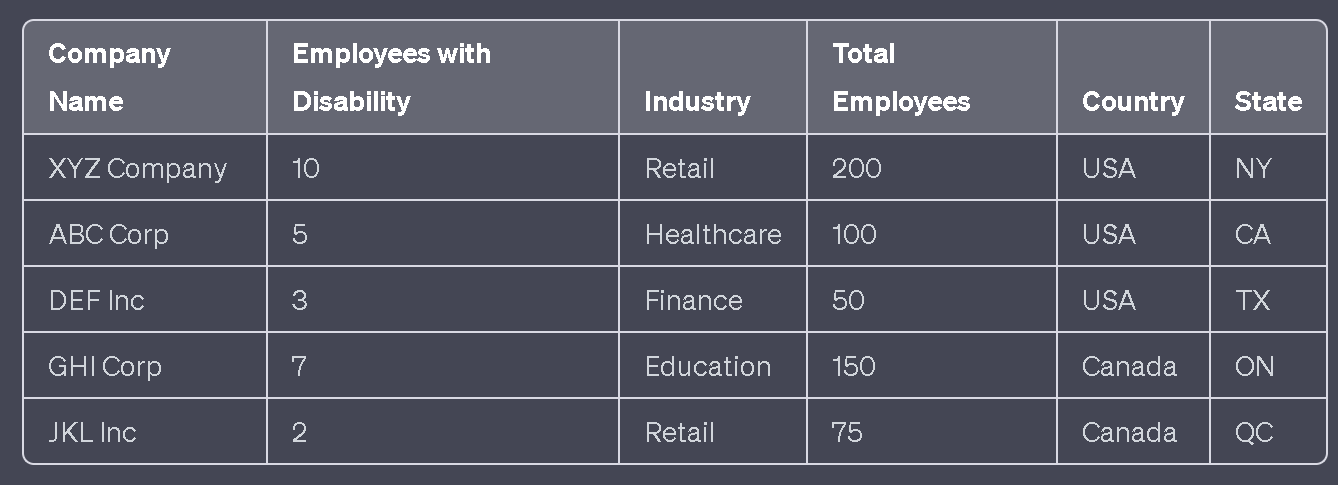 Company Name | Employees with Disability | Industry | Total Employees | Country | State
XYZ Company | 10 | Retail | 200 | USA | NY
ABC Corp | 5 | Healthcare | 100 | USA | CA
DEF Inc | 3 | Finance | 50 | USA | TX
GHI Corp | 7 | Education | 150 | Canada | ON
JKL Inc | 2 | Retail | 75 | Canada | QC